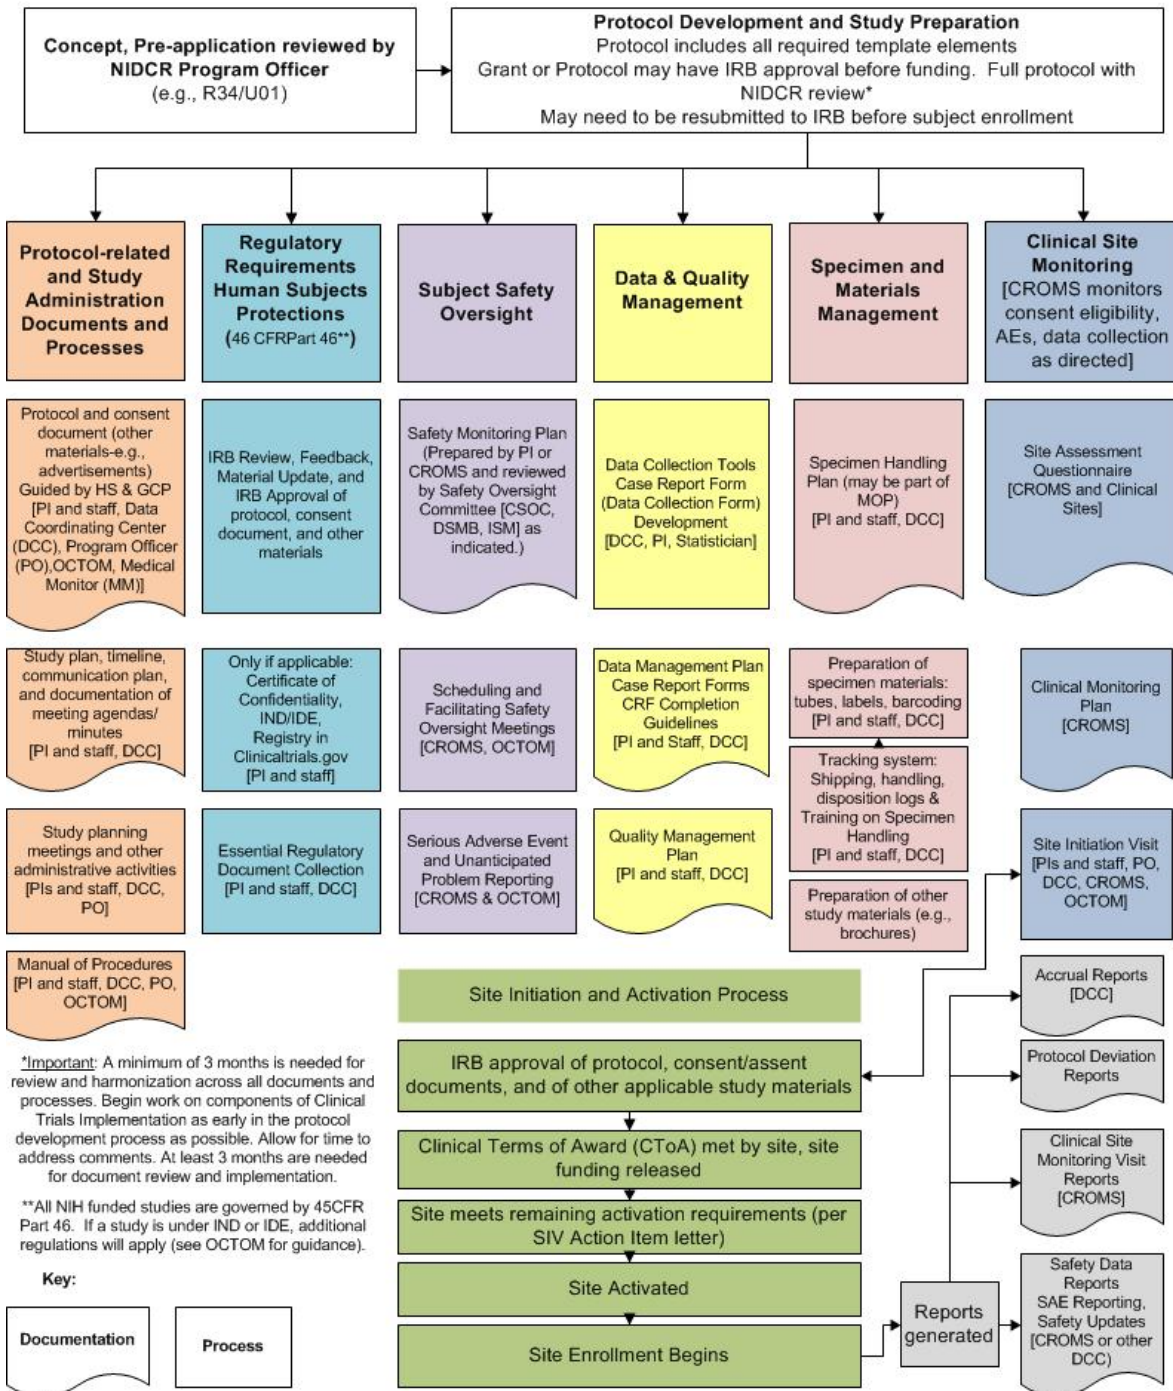 Concept, Pre-application reviewed by
NIDCR Program Officer
(e.g., R34/U01)
Protocol Development and Study Preparation
Protocol includes all required template elements
Grant or Protocol may have IRB approval before funding. Full protocol with
NIDCR review*
May need to be resubmitted to IRB before subject enrollment
Protocol-related
and Study
Administration
Documents and
Processes
Regulatory
Requirements
Human Subjects
Protections
(46 CFRPart 46**)
Subject Safety
Oversight
Data & Quality
Management
Specimen and
Materials
Management
Clinical Site
Monitoring
[CROMS monitors
consent eligibility,
AEs, data collection
as directed]
Protocol and consent
document (other
materials-e.g.,
advertisements)
Guided by HS & GCP
[PI and staff, Data
Coordinating Center
(DCC), Program Officer
(PO),OCTOM, Medical
Monitor (MM)]
IRB Review, Feedback,
Material Update, and
IRB Approval of
protocol, consent
document, and other
materials
Safety Monitoring Plan
(Prepared by PI or
CROMS and reviewed
by Safety Oversight
Committee [CSOC,
DSMB, ISM] as
indicated.)
Data Collection Tools
Case Report Form
(Data Collection Form)
Development
[DCC, PI, Statistician]
Specimen Handling
Plan (may be part of
MOP)
[PI and staff, DCC]
Site Assessment
Questionnaire
[CROMS and Clinical
Sites]
Study plan, timeline,
communication plan,
and documentation of
meeting agendas/
minutes
[PI and staff, DCC]
Only if applicable:
Certificate of
Confidentiality,
IND/IDE,
Registry in
Clinicaltrials.gov
[PI and staff]
Scheduling and
Facilitating Safety
Oversight Meetings
[CROMS, OCTOM]
Data Management Plan
Case Report Forms
CRF Completion
Guidelines
[PI and Staff, DCC]
Preparation of
specimen materials:
tubes, labels, barcoding
[PI and staff, DCC]
Clinical Monitoring
Plan
[CROMS]
Tracking system:
Shipping, handling,
disposition logs &
Training on Specimen
Handling
[PI and staff, DCC]
Study planning
meetings and other
administrative activities
[PIs and staff, DCC,
PO]
Essential Regulatory
Document Collection
[PI and staff, DCC]
Serious Adverse Event
and Unanticipated
Problem Reporting
[CROMS & OCTOM]
Quality Management
Plan
[PI and staff, DCC]
Preparation of other
study materials (e.g.,
brochures)
Site Initiation Visit
[PIs and staff, PO,
DCC, CROMS,
OCTOM]
Manual of Procedures
[PI and staff, DCC, PO,
OCTOM]
Site Initiation and Activation Process
Accrual Reports
[DCC]
*Important: A minimum of 3 months is needed for
review and harmonization across all documents and
processes. Begin work on components of Clinical
Trials Implementation as early in the protocol
development process as possible. Allow for time to
address comments. At least 3 months are needed
for document review and implementation.
IRB approval of protocol, consent/assent
documents, and of other applicable study materials
Protocol Deviation
Reports
Clinical Terms of Award (CToA) met by site, site
funding released
Clinical Site
Monitoring Visit
Reports
[CROMS]
**All NIH funded studies are governed by 45CFR
Part 46. If a study is under IND or IDE, additional
regulations will apply (see OCTOM for guidance).
Site meets remaining activation requirements (per
SIV Action Item letter)
Site Activated
Site Enrollment Begins
Reports
generated
Safety Data
Reports
SAE Reporting,
Safety Updates
[CROMS or other
DCC)
Key:
Documentation
Process